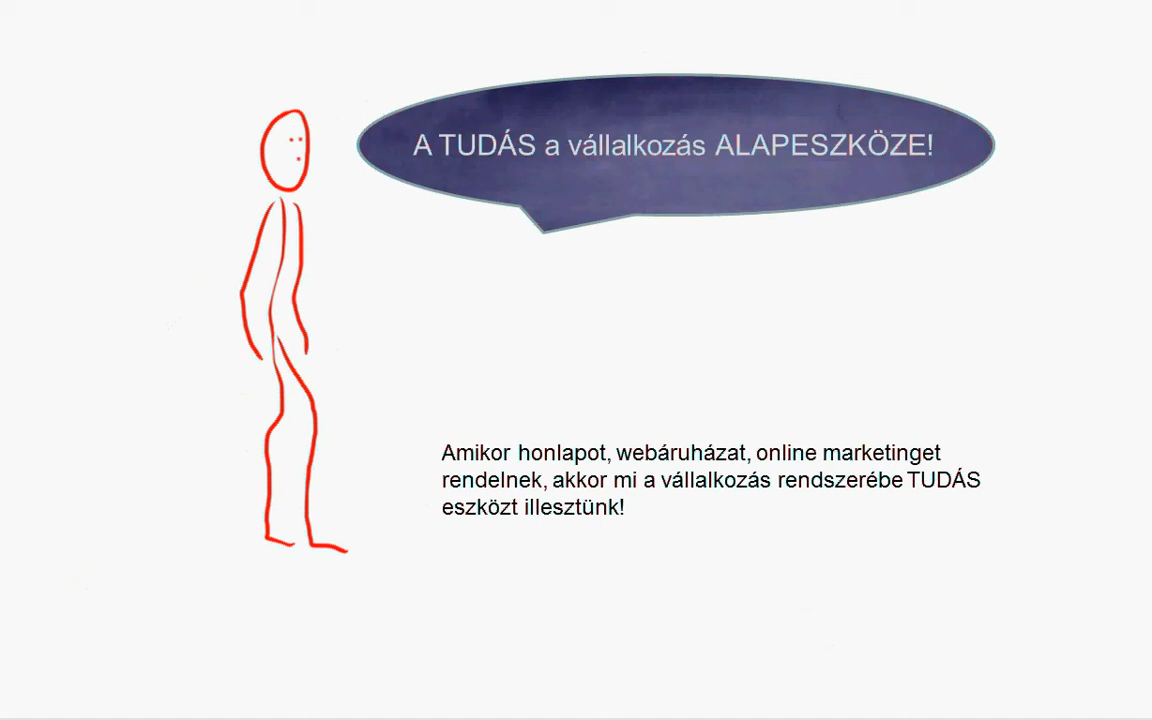 A TUDÁS a vállalkozás ALAPESZKÖZE!
Amikor honlapot, webáruházat, online marketinget
rendelnek, akkor mi a vállalkozás rendszerébe TUDÁS
eszközt illesztünk!